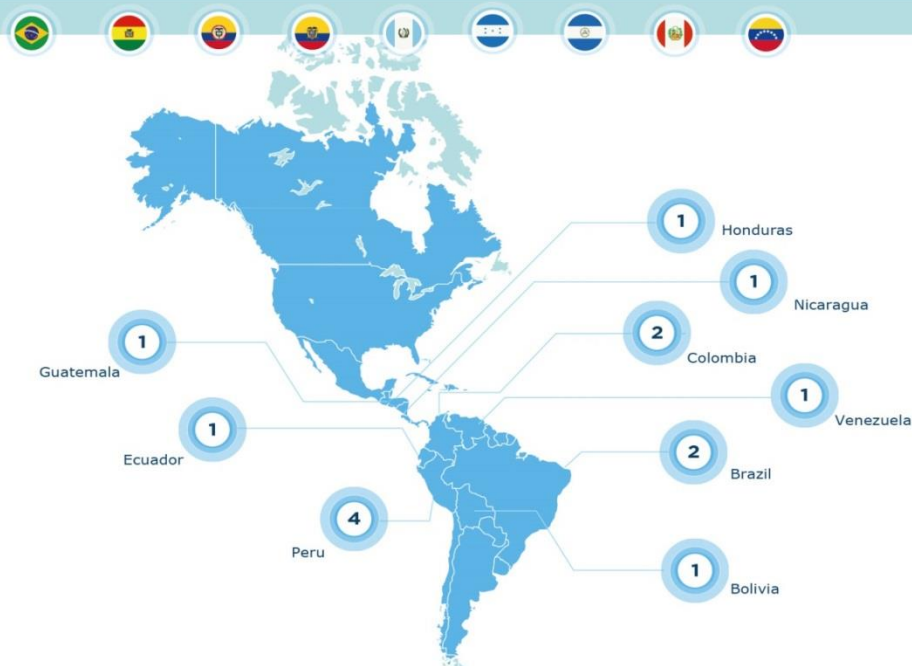 1
Honduras
1
Nicaragua
2
Colombia
1
Guatemala
1
Venezuela
1
Ecuador
2
Brazil
4
Peru
1
Bolivia